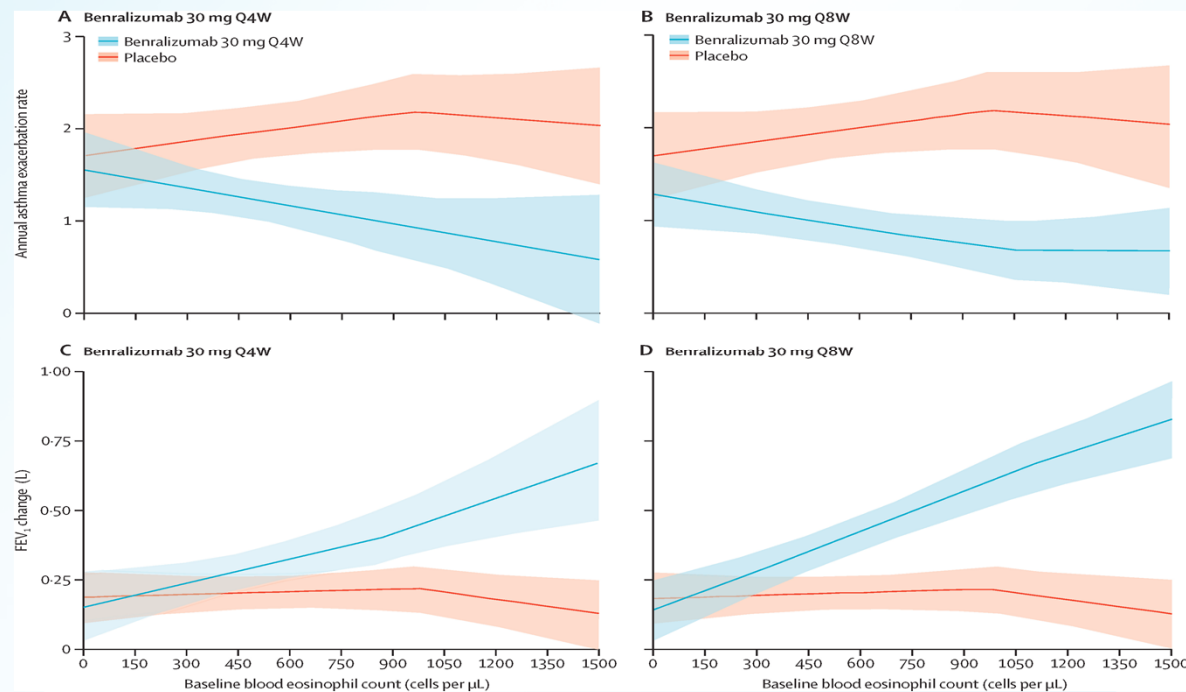 A Benralizumab 30 mg Q4W
B Benralizumab 30 mg Q8W
3
Benralizumab 30 mg Q4W
Placebo
2
1
0
Annual asthma exacerbation rate
Benralizumab 30 mg Q8W
Placebo
C Benralizumab 30 mg Q4W
D Benralizumab 30 mg Q8W
1·00
0·75
0·50
0·25
0
FEV₁ change (L)
0 150 300 450 600 750 900 1050 1200 1350 1500
Baseline blood eosinophil count (cells per µL)
0 150 300 450 600 750 900 1050 1200 1350 1500
Baseline blood eosinophil count (cells per µL)